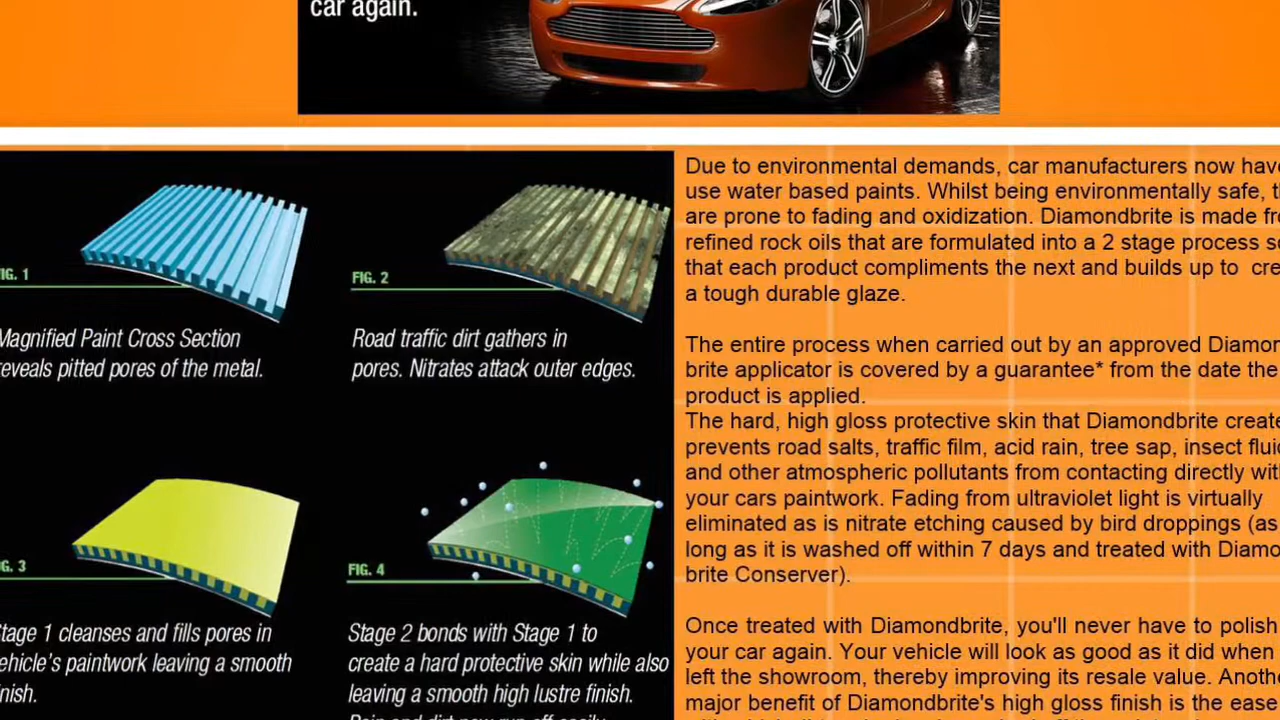 car again.
FIG. 2
Magnified Paint Cross Section
reveals pitted pores of the metal.
Road traffic dirt gathers in
pores. Nitrates attack outer edges.
FIG. 4
Stage 1 cleanses and fills pores in
vehicle's paintwork leaving a smooth
Stage 2 bonds with Stage 1 to
create a hard protective skin while also
leaving a smooth high lustre finish.
Due to environmental demands, car manufacturers now have
use water based paints. Whilst being environmentally safe,
are prone to fading and oxidization. Diamondbrite is made
refined rock oils that are formulated into a 2 stage process
that each product compliments the next and builds up to
a tough durable glaze.
The entire process when carried out by an approved
brite applicator is covered by a guarantee* from the date the
product is applied.
The hard, high gloss protective skin that Diamondbrite
prevents road salts, traffic film, acid rain, tree sap, insect
and other atmospheric pollutants from contacting directly
your cars paintwork. Fading from ultraviolet light is virtually
eliminated as is nitrate etching caused by bird droppings (as
long as it is washed off within 7 days and treated with
brite Conserver).
Once treated with Diamondbrite, you'll never have to polish
your car again. Your vehicle will look as good as it did when
left the showroom, thereby improving its resale value.
major benefit of Diamondbrite's high gloss finish is the ease